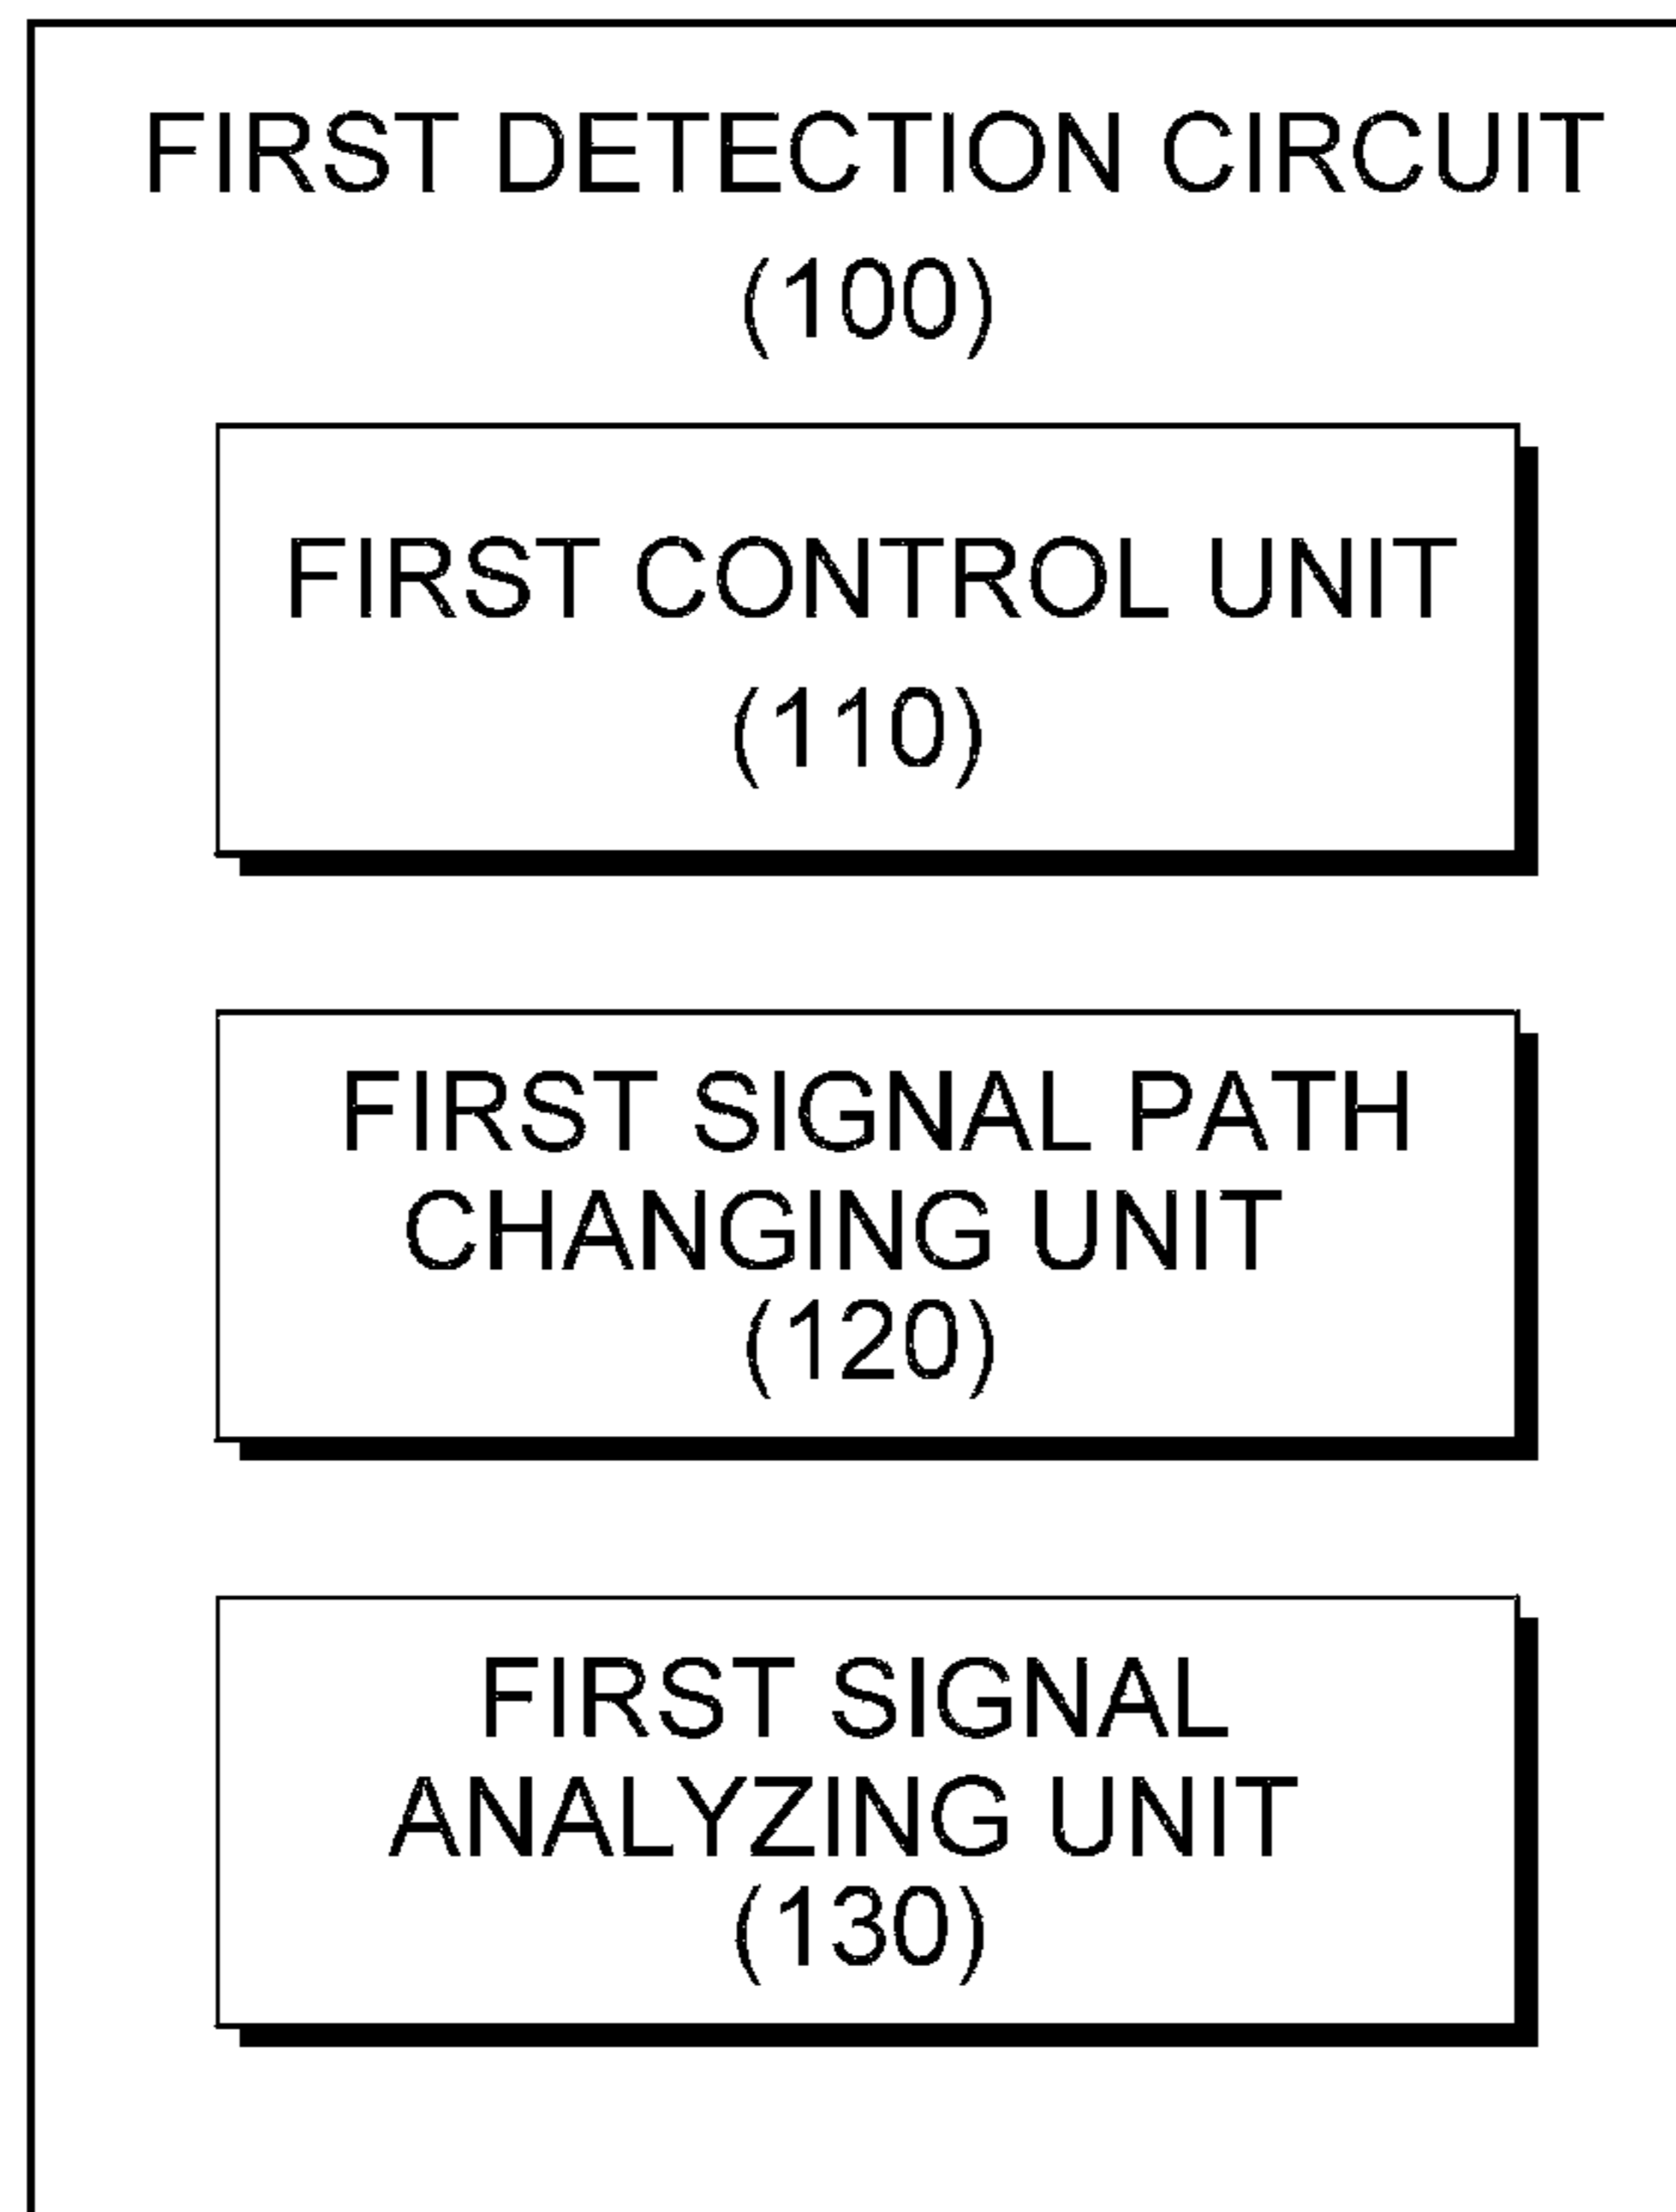 FIRST DETECTION CIRCUIT
(100)
FIRST CONTROL UNIT
(110)
FIRST SIGNAL PATH
CHANGING UNIT
(120)
FIRST SIGNAL
ANALYZING UNIT
(130)